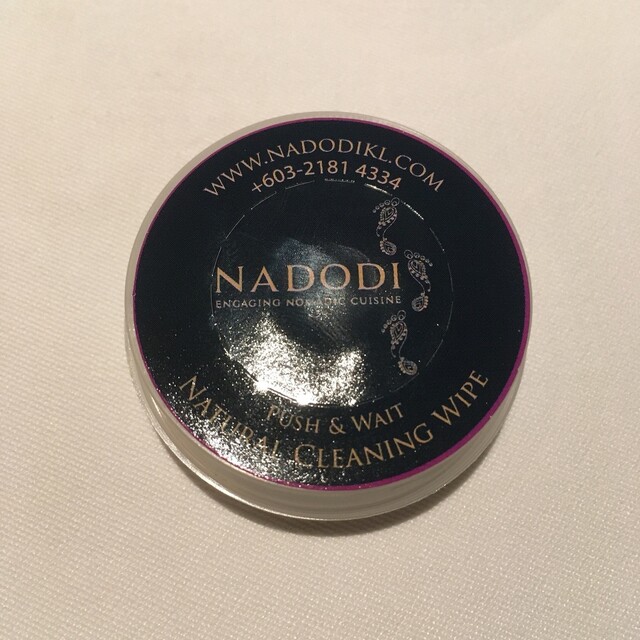 WWW.NADODIKL.COM
+603-2181 4334
NADODI
ENGAGING NOMADIC CUISINE
PUSH & WAIT
NATURAL CLEANING WIPE